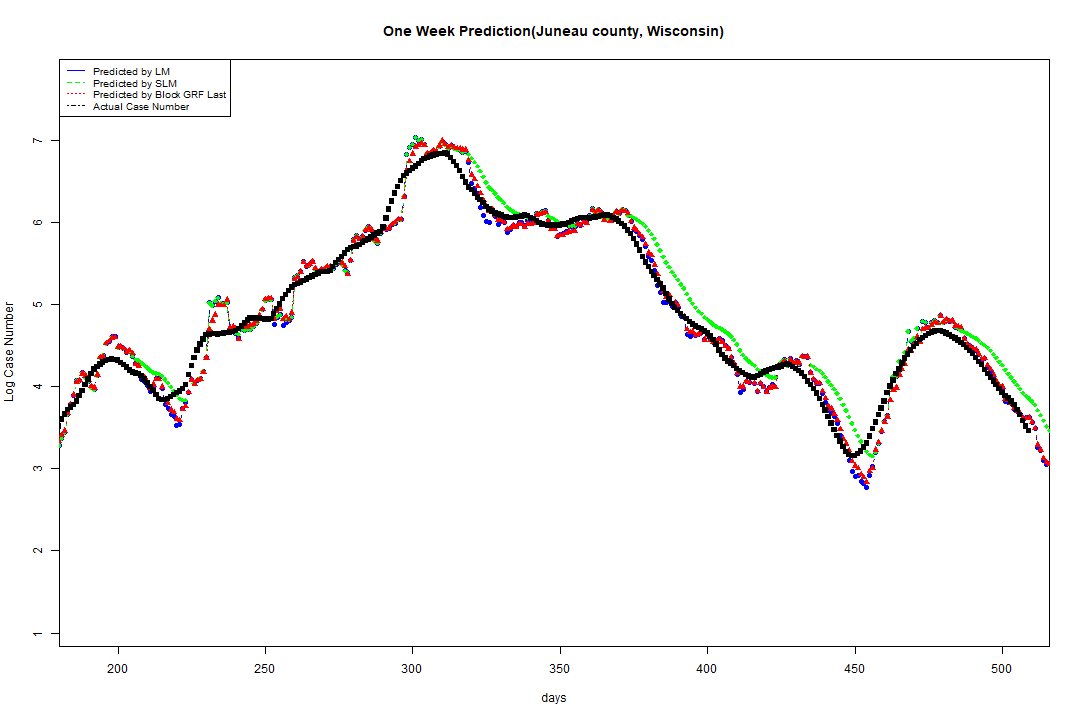 One Week Prediction(Juneau county, Wisconsin)
Predicted by LM
Predicted by SLM
Predicted by Block GRF Last
Actual Case Number
7
6
5
4
3
2
1
Log Case Number
200 250 300 350 400 450 500
days